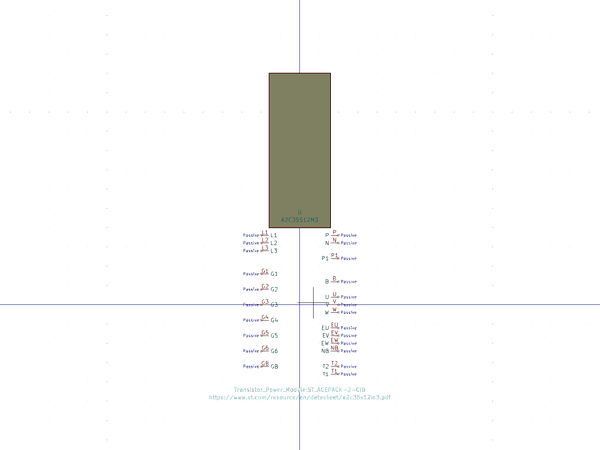 U
A2C35S12M3
Passive L1 L1
Passive L2 L2
Passive L3 L3
Passive G1 G1
Passive G2 G2
Passive G3 G3
Passive G4 G4
Passive G5 G5
Passive G6 G6
Passive GB GB
P P Passive
N N Passive
P1 P1 Passive
B B Passive
U U Passive
V V Passive
W W Passive
EU EU Passive
EV EV Passive
EW EW Passive
NB NB Passive
T2 T2 Passive
T1 T1 Passive
Transistor_Power_Module:ST_ACEPACK-2-CIB
https://www.st.com/resource/en/datasheet/a2c35s12m3.pdf